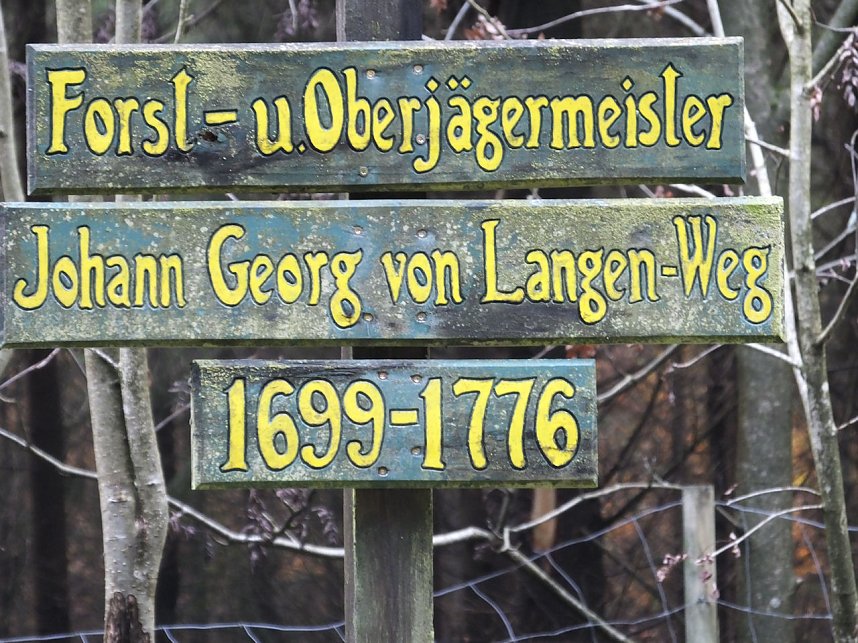 Forst- u. Oberjägermeister
Johann Georg von Langen-Weg
1699-1776